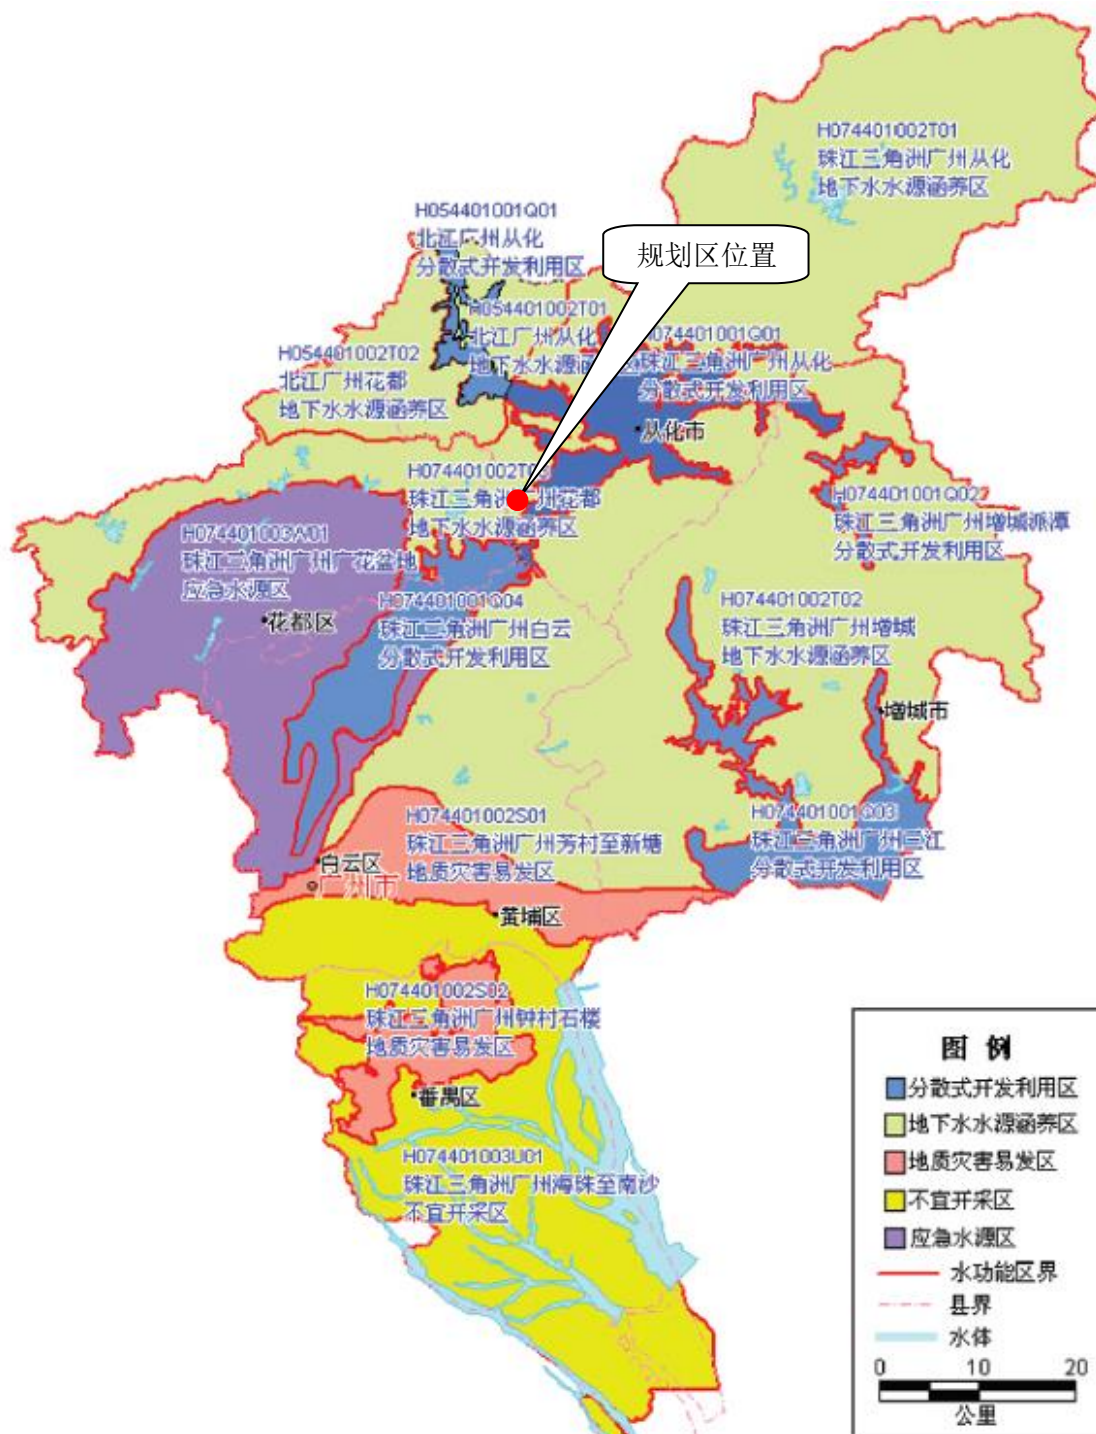 H074401002T01
珠江三角洲广州从化
地下水水源涵养区
H054401001Q01
北江广州从化
分散式开发利用区
规划区位置
H054401002T01
北江广州从化
地下水水源涵养区
H074401001Q01
珠江三角洲广州从化
分散式开发利用区
H054401002T02
北江广州花都
地下水水源涵养区
从化市
H074401002T03
珠江三角洲广州花都
地下水水源涵养区
H074401001Q02
珠江三角洲广州增城派潭
分散式开发利用区
H074401003W01
珠江三角洲广州广花盆地
应急水源区
花都区
H074401001Q04
珠江三角洲广州白云
分散式开发利用区
H074401002T02
珠江三角洲广州增城
地下水水源涵养区
增城市
H074401002S01
珠江三角洲广州芳村至新塘
地质灾害易发区
H074401001Q03
珠江三角洲广州三江
分散式开发利用区
白云区
广州市
黄埔区
H074401002S02
珠江三角洲广州钟村石楼
地质灾害易发区
番禺区
H074401003U01
珠江三角洲广州海珠至南沙
不宜开采区
图 例
分散式开发利用区
地下水水源涵养区
地质灾害易发区
不宜开采区
应急水源区
水功能区界
县界
水体
0 10 20
公里